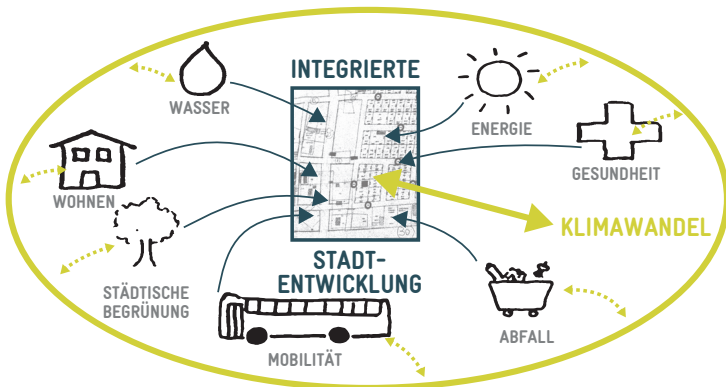 INTEGRIERTE
WASSER
ENERGIE
GESUNDHEIT
WOHNEN
KLIMAWANDEL
STADT-
ENTWICKLUNG
STÄDTISCHE
BEGRÜNUNG
MOBILITÄT
ABFALL